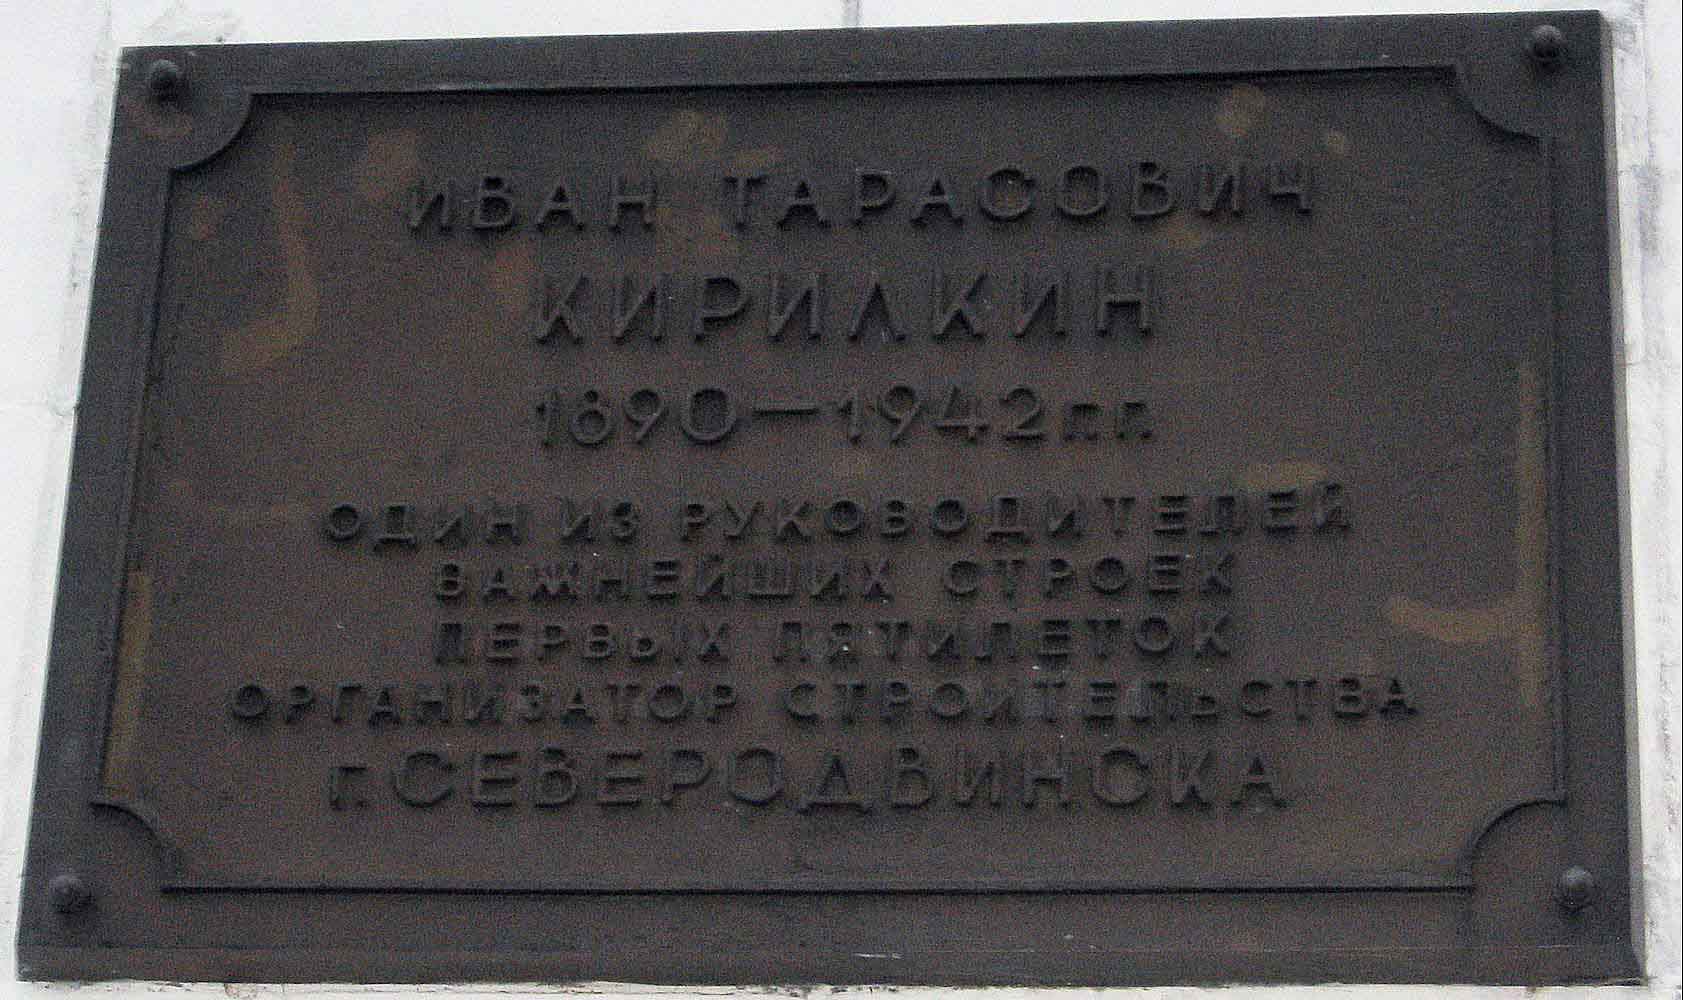 ИВАН ТАРАСОВИЧ
КИРИЛКИН
1890—1942 г.г.
ОДИН ИЗ РУКОВОДИТЕЛЕЙ
ВАЖНЕЙШИХ СТРОЕК
ПЕРВЫХ ПЯТИЛЕТОК
ОРГАНИЗАТОР СТРОИТЕЛЬСТВА
г. СЕВЕРОДВИНСКА